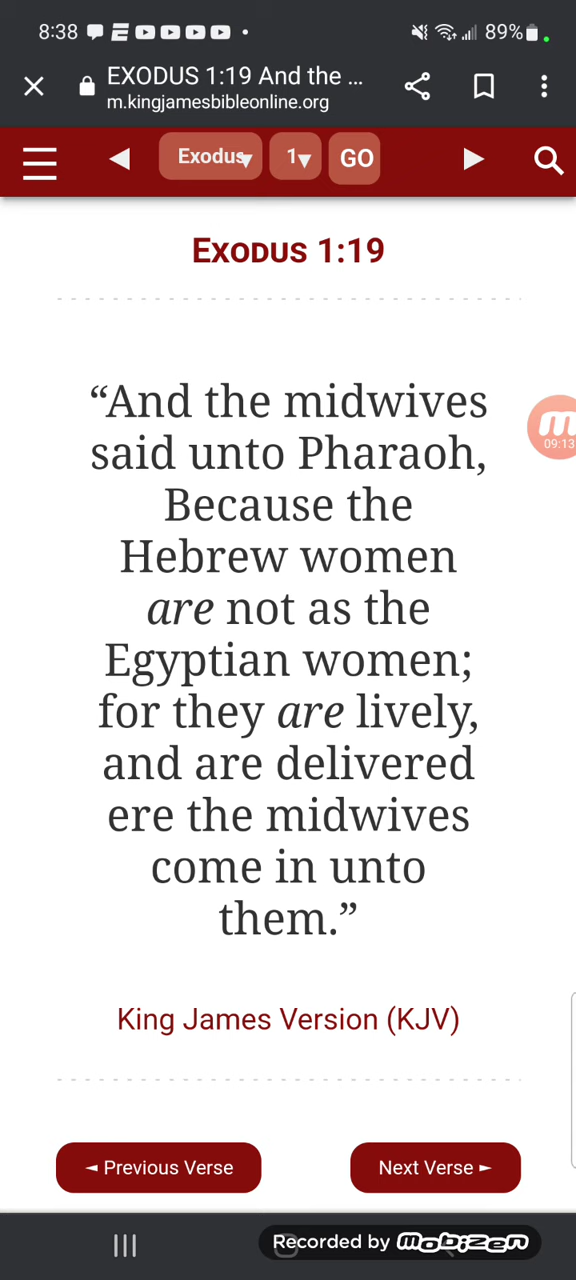 8:38 89%
EXODUS 1:19 And the ...
m.kingjamesbibleonline.org
Exodus 1 GO
EXODUS 1:19
“And the midwives
said unto Pharaoh,
Because the
Hebrew women
are not as the
Egyptian women;
for they are lively,
and are delivered
ere the midwives
come in unto
them.”
m
09:13
King James Version (KJV)
◄ Previous Verse
Next Verse ►
Recorded by mobizen